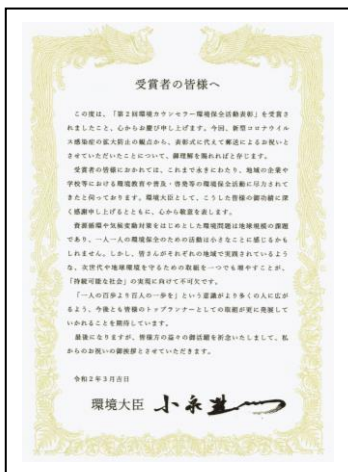 受賞者の皆様へ
この度は、「第2回環境カウンセラー環境保全活動表彰」を受賞さ
れましたこと、心からお慶び申し上げます。今回、新型コロナウイル
ス感染症の拡大防止の観点から、表彰式に代えて郵送によるお祝いと
させていただいたことについて、御理解を賜れればと存じます。
受賞者の皆様におかれては、これまで永きにわたり、地域の企業や
学校等における環境教育や普及・啓発等の環境保全活動に尽力されて
きたと伺っております。環境大臣として、こうした皆様の御功績に深
く感謝申し上げるとともに、心から敬意を表します。
資源循環や気候変動対策をはじめとした環境問題は地球規模の課題
であり、一人一人の環境保全のための活動は小さなことに感じるかも
しれません。しかし、皆さんがそれぞれの地域で実践されているよう
な、次世代や地球環境を守るための取組を一つでも増やすことが、
「持続可能な社会」の実現に向けて不可欠です。
「一人の百歩より百人の一歩を」という意識がより多くの人に広が
るよう、今後とも皆様のトップランナーとしての取組が更に発展して
いかれることを期待しています。
最後になりますが、皆様方の益々の御活躍を祈念いたしまして、私
からのお祝いの御挨拶とさせていただきます。
令和2年3月吉日
環境大臣 小泉進一郎